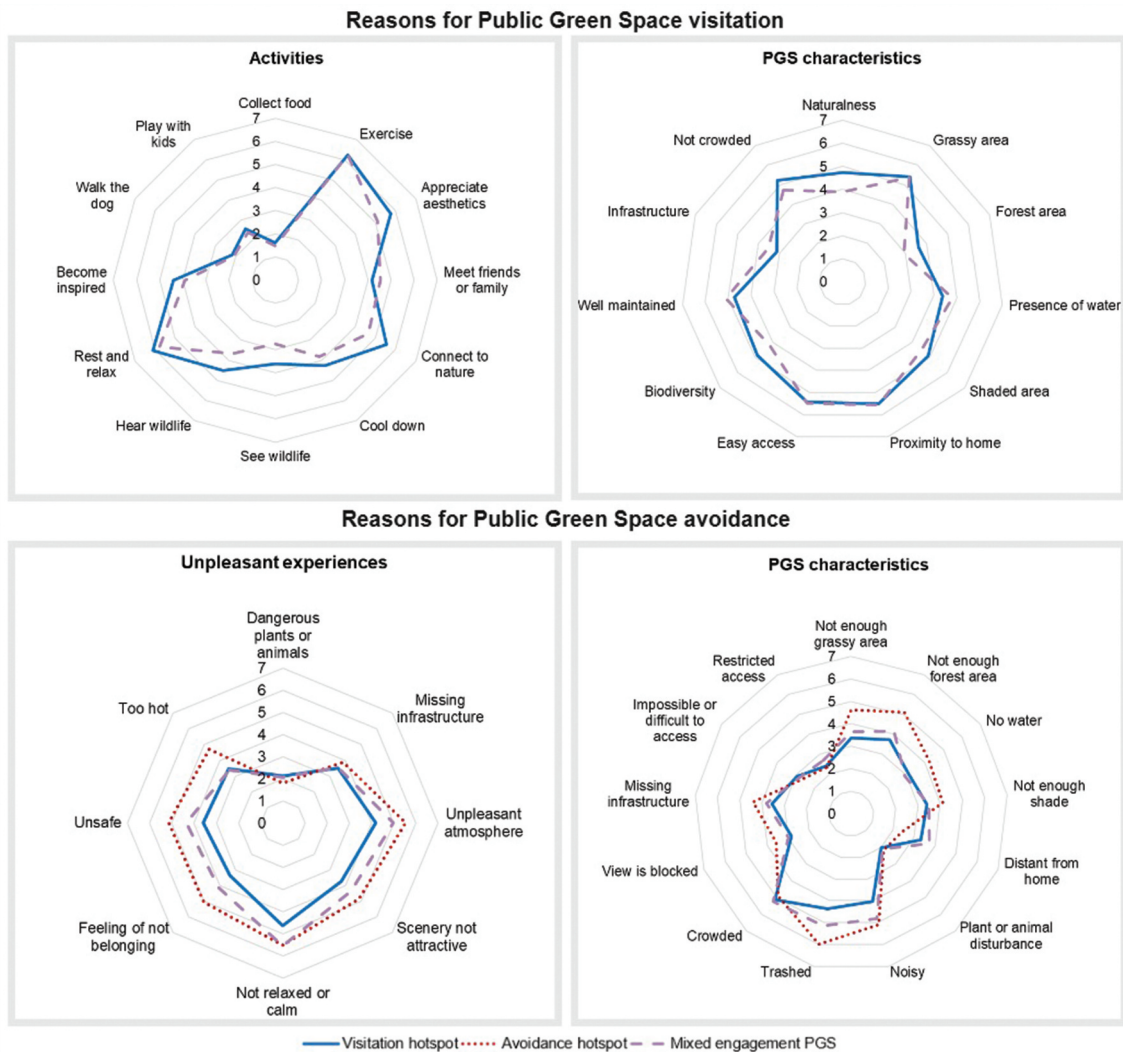 Reasons for Public Green Space visitation
Activities
Collect food
7
6
5
4
3
2
1
0
Exercise
Appreciate
aesthetics
Meet friends
or family
Connect to
nature
Cool down
See wildlife
Hear wildlife
Rest and
relax
Become
inspired
Walk the
dog
Play with
kids
PGS characteristics
Naturalness
7
6
5
4
3
2
1
0
Grassy area
Forest area
Presence of water
Shaded area
Proximity to home
Easy access
Biodiversity
Well maintained
Infrastructure
Not crowded
Reasons for Public Green Space avoidance
Unpleasant experiences
Dangerous
plants or
animals
7
6
5
4
3
2
1
0
Missing
infrastructure
Unpleasant
atmosphere
Scenery not
attractive
Not relaxed or
calm
Feeling of not
belonging
Unsafe
Too hot
PGS characteristics
Not enough
grassy area
7
6
5
4
3
2
1
0
Not enough
forest area
No water
Not enough
shade
Distant from
home
Plant or animal
disturbance
Noisy
Trashed
Crowded
View is blocked
Missing
infrastructure
Impossible or
difficult to
access
Restricted
access
Visitation hotspot
Avoidance hotspot
Mixed engagement PGS